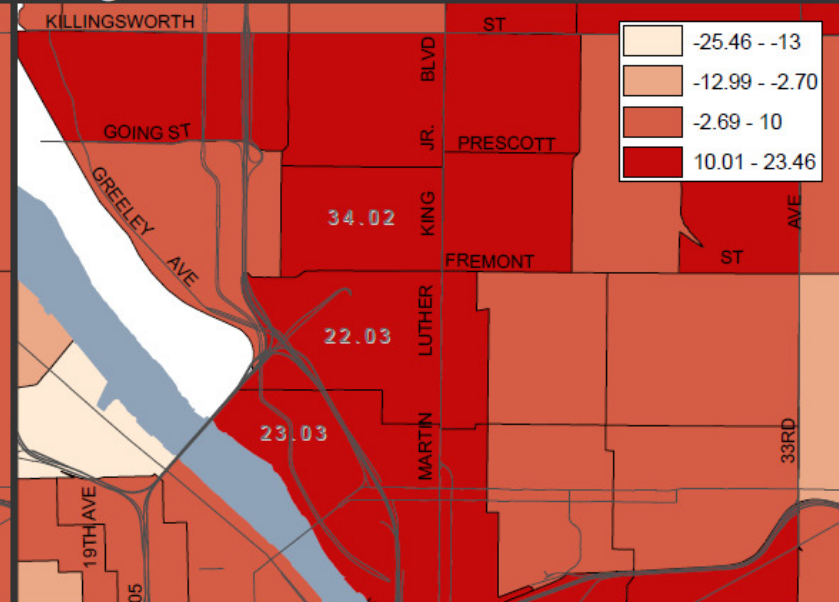 KILLINGSWORTH
ST
BLVD
-25.46 - -13
-12.99 - -2.70
-2.69 - 10
10.01 - 23.46
GOING ST
JR.
PRESCOTT
GREELEY
AVE
34.02
KING
AVE
FREMONT
ST
22.03
LUTHER
23.03
MARTIN
33RD
19TH AVE
05